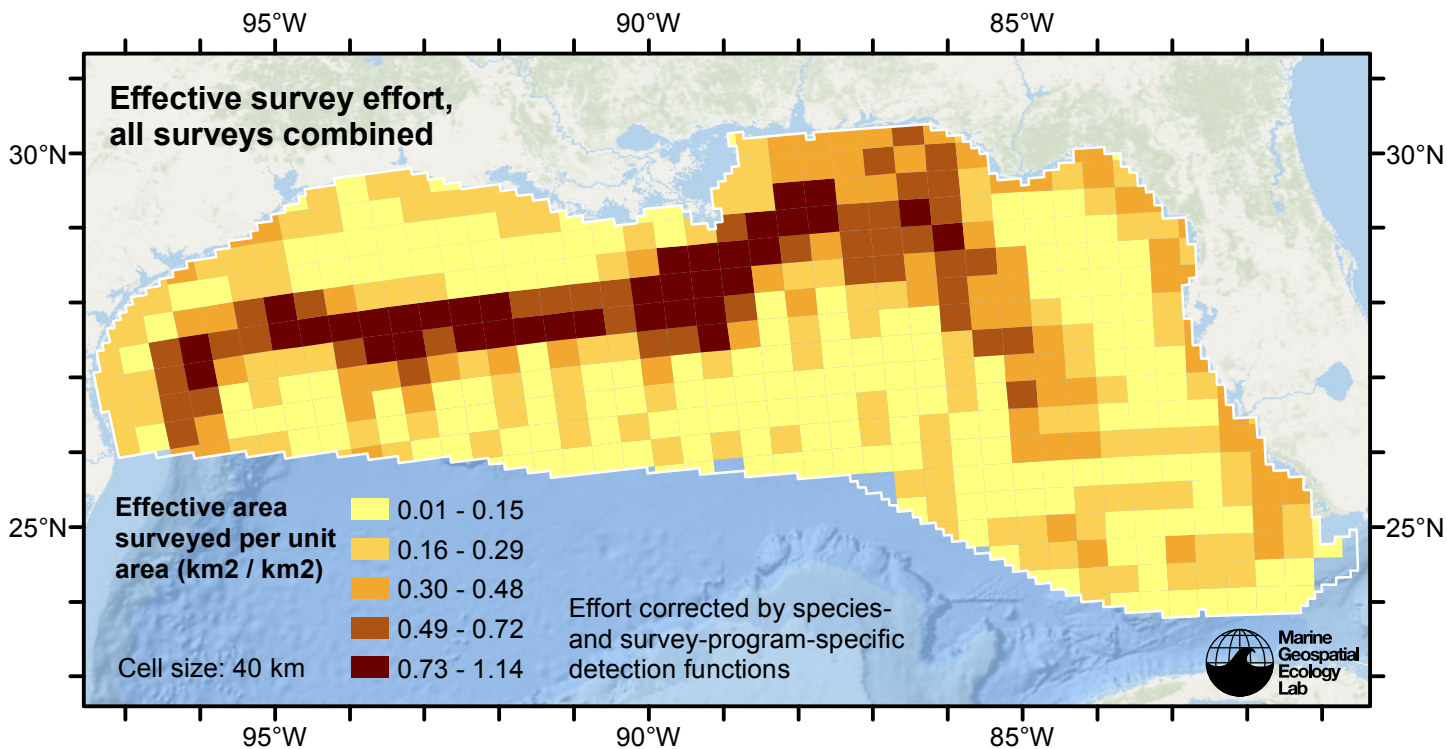 95°W
90°W
85°W
Effective survey effort,
all surveys combined
30°N
30°N
25°N
25°N
Effective area
surveyed per unit
area (km2 / km2)
0.01 - 0.15
0.16 - 0.29
0.30 - 0.48
0.49 - 0.72
0.73 - 1.14
Cell size: 40 km
Effort corrected by species-
and survey-program-specific
detection functions
Marine
Geospatial
Ecology
Lab
95°W
90°W
85°W